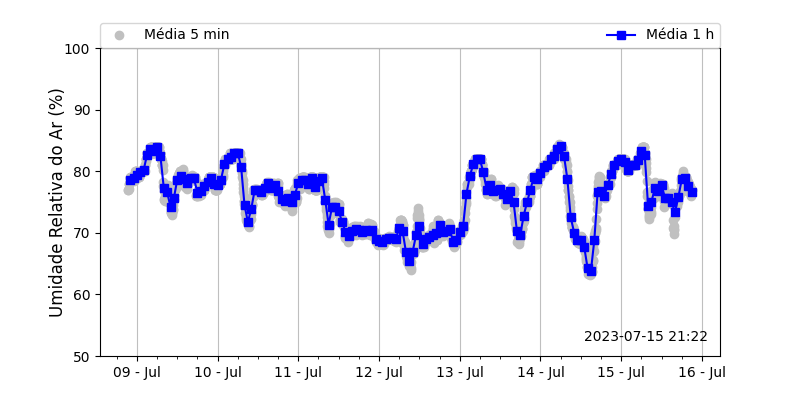 Média 5 min Média 1 h
100
90
80
70
60
50
Umidade Relativa do Ar (%)
2023-07-15 21:22
09 - Jul 10 - Jul 11 - Jul 12 - Jul 13 - Jul 14 - Jul 15 - Jul 16 - Jul